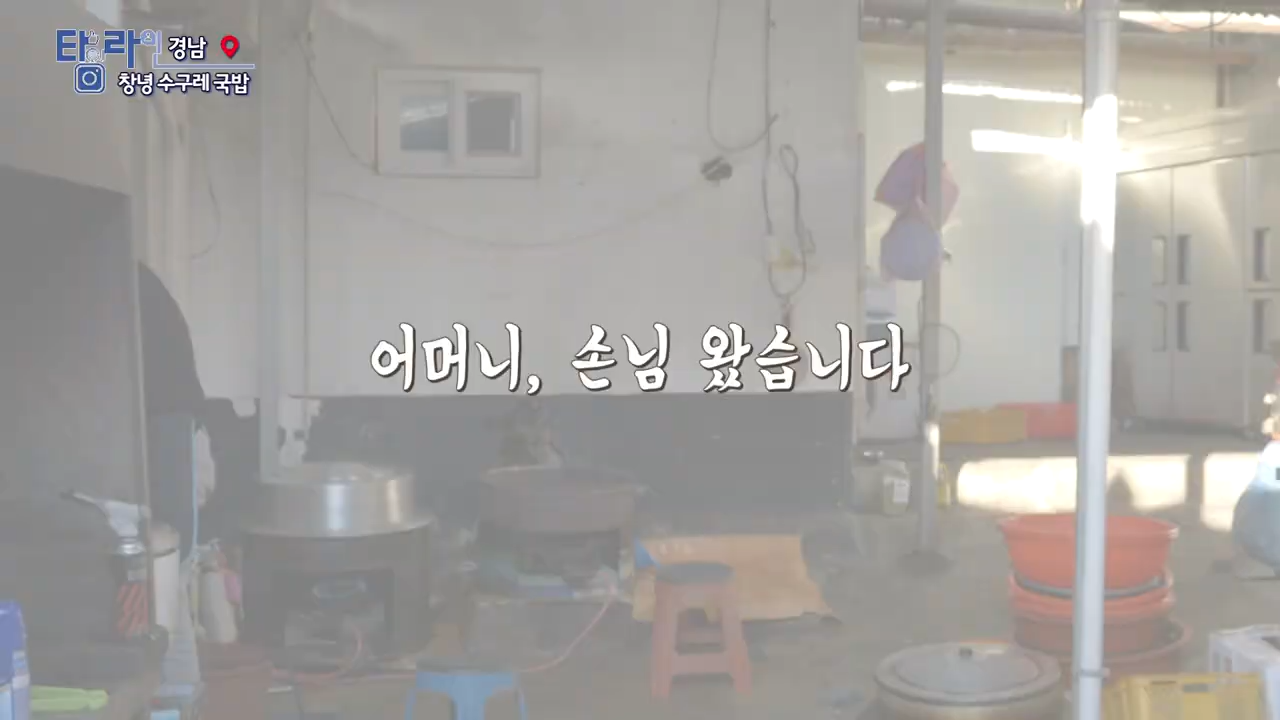 타라의 경남
창녕 수구레 국밥
어머니, 손님 왔습니다